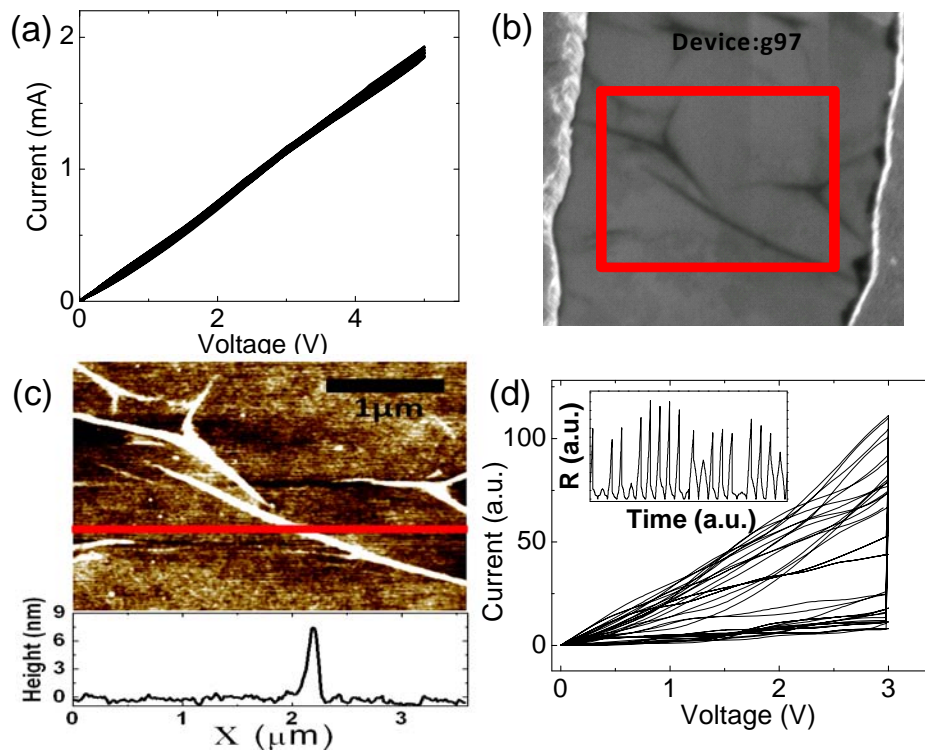 (a)
2
1
0
Current (mA)
0
2
4
Voltage (V)
(b)
Device:g97
(c)
1μm
9
6
3
0
Height (nm)
0
1
2
3
X (μm)
(d)
100
50
0
Current (a.u.)
R (a.u.)
Time (a.u.)
0
1
2
3
Voltage (V)